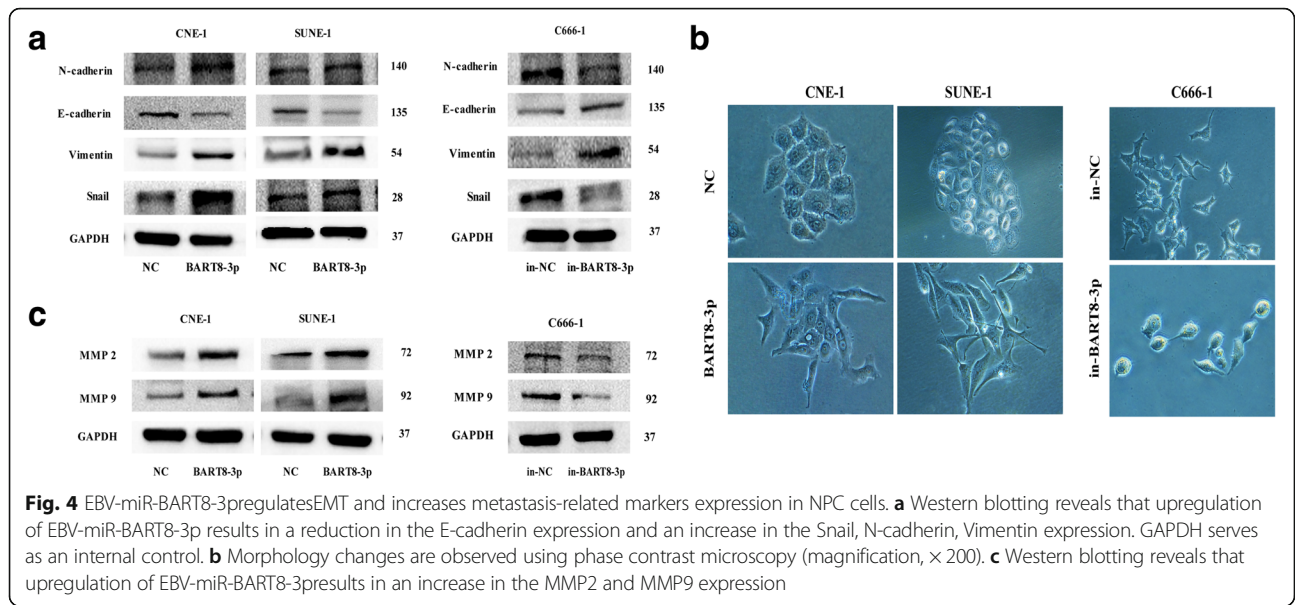 a
CNE-1 SUNE-1 C666-1
N-cadherin 140 N-cadherin 140
E-cadherin 135 E-cadherin 135
Vimentin 54 Vimentin 54
Snail 28 Snail 28
GAPDH 37 GAPDH 37
NC BART8-3p NC BART8-3p in-NC in-BART8-3p
b
CNE-1 SUNE-1 C666-1
NC in-NC
BART8-3p in-BART8-3p
c
CNE-1 SUNE-1 C666-1
MMP 2 72 MMP 2 72
MMP 9 92 MMP 9 92
GAPDH 37 GAPDH 37
NC BART8-3p NC BART8-3p in-NC in-BART8-3p
Fig. 4 EBV-miR-BART8-3pregulatesEMT and increases metastasis-related markers expression in NPC cells. a Western blotting reveals that upregulation
of EBV-miR-BART8-3p results in a reduction in the E-cadherin expression and an increase in the Snail, N-cadherin, Vimentin expression. GAPDH serves
as an internal control. b Morphology changes are observed using phase contrast microscopy (magnification, × 200). c Western blotting reveals that
upregulation of EBV-miR-BART8-3presults in an increase in the MMP2 and MMP9 expression